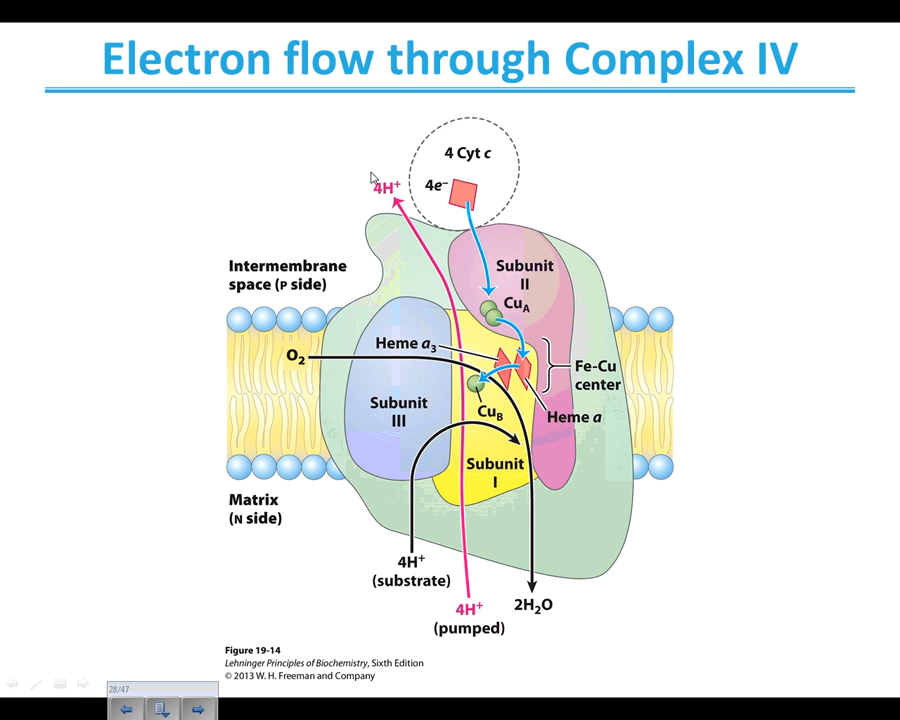 Electron flow through Complex IV
4 Cyt c
4e⁻
4H⁺
Intermembrane
space (P side)
Subunit
II
Cu_A
O₂
Heme a₃
Fe-Cu
center
Subunit
III
Cu_B
Heme a
Subunit
I
Matrix
(N side)
4H⁺
(substrate)
4H⁺
(pumped)
2H₂O
Figure 19-14
Lehninger Principles of Biochemistry, Sixth Edition
© 2013 W. H. Freeman and Company
28/47